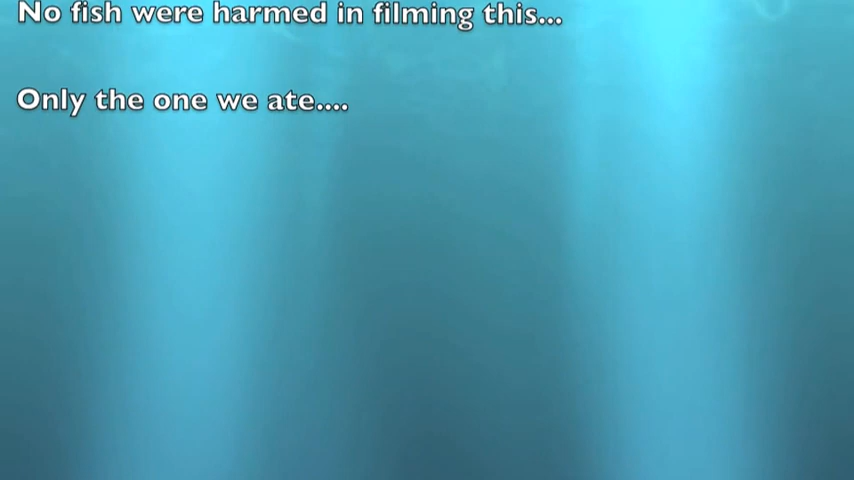 No fish were harmed in filming this...
Only the one we ate....